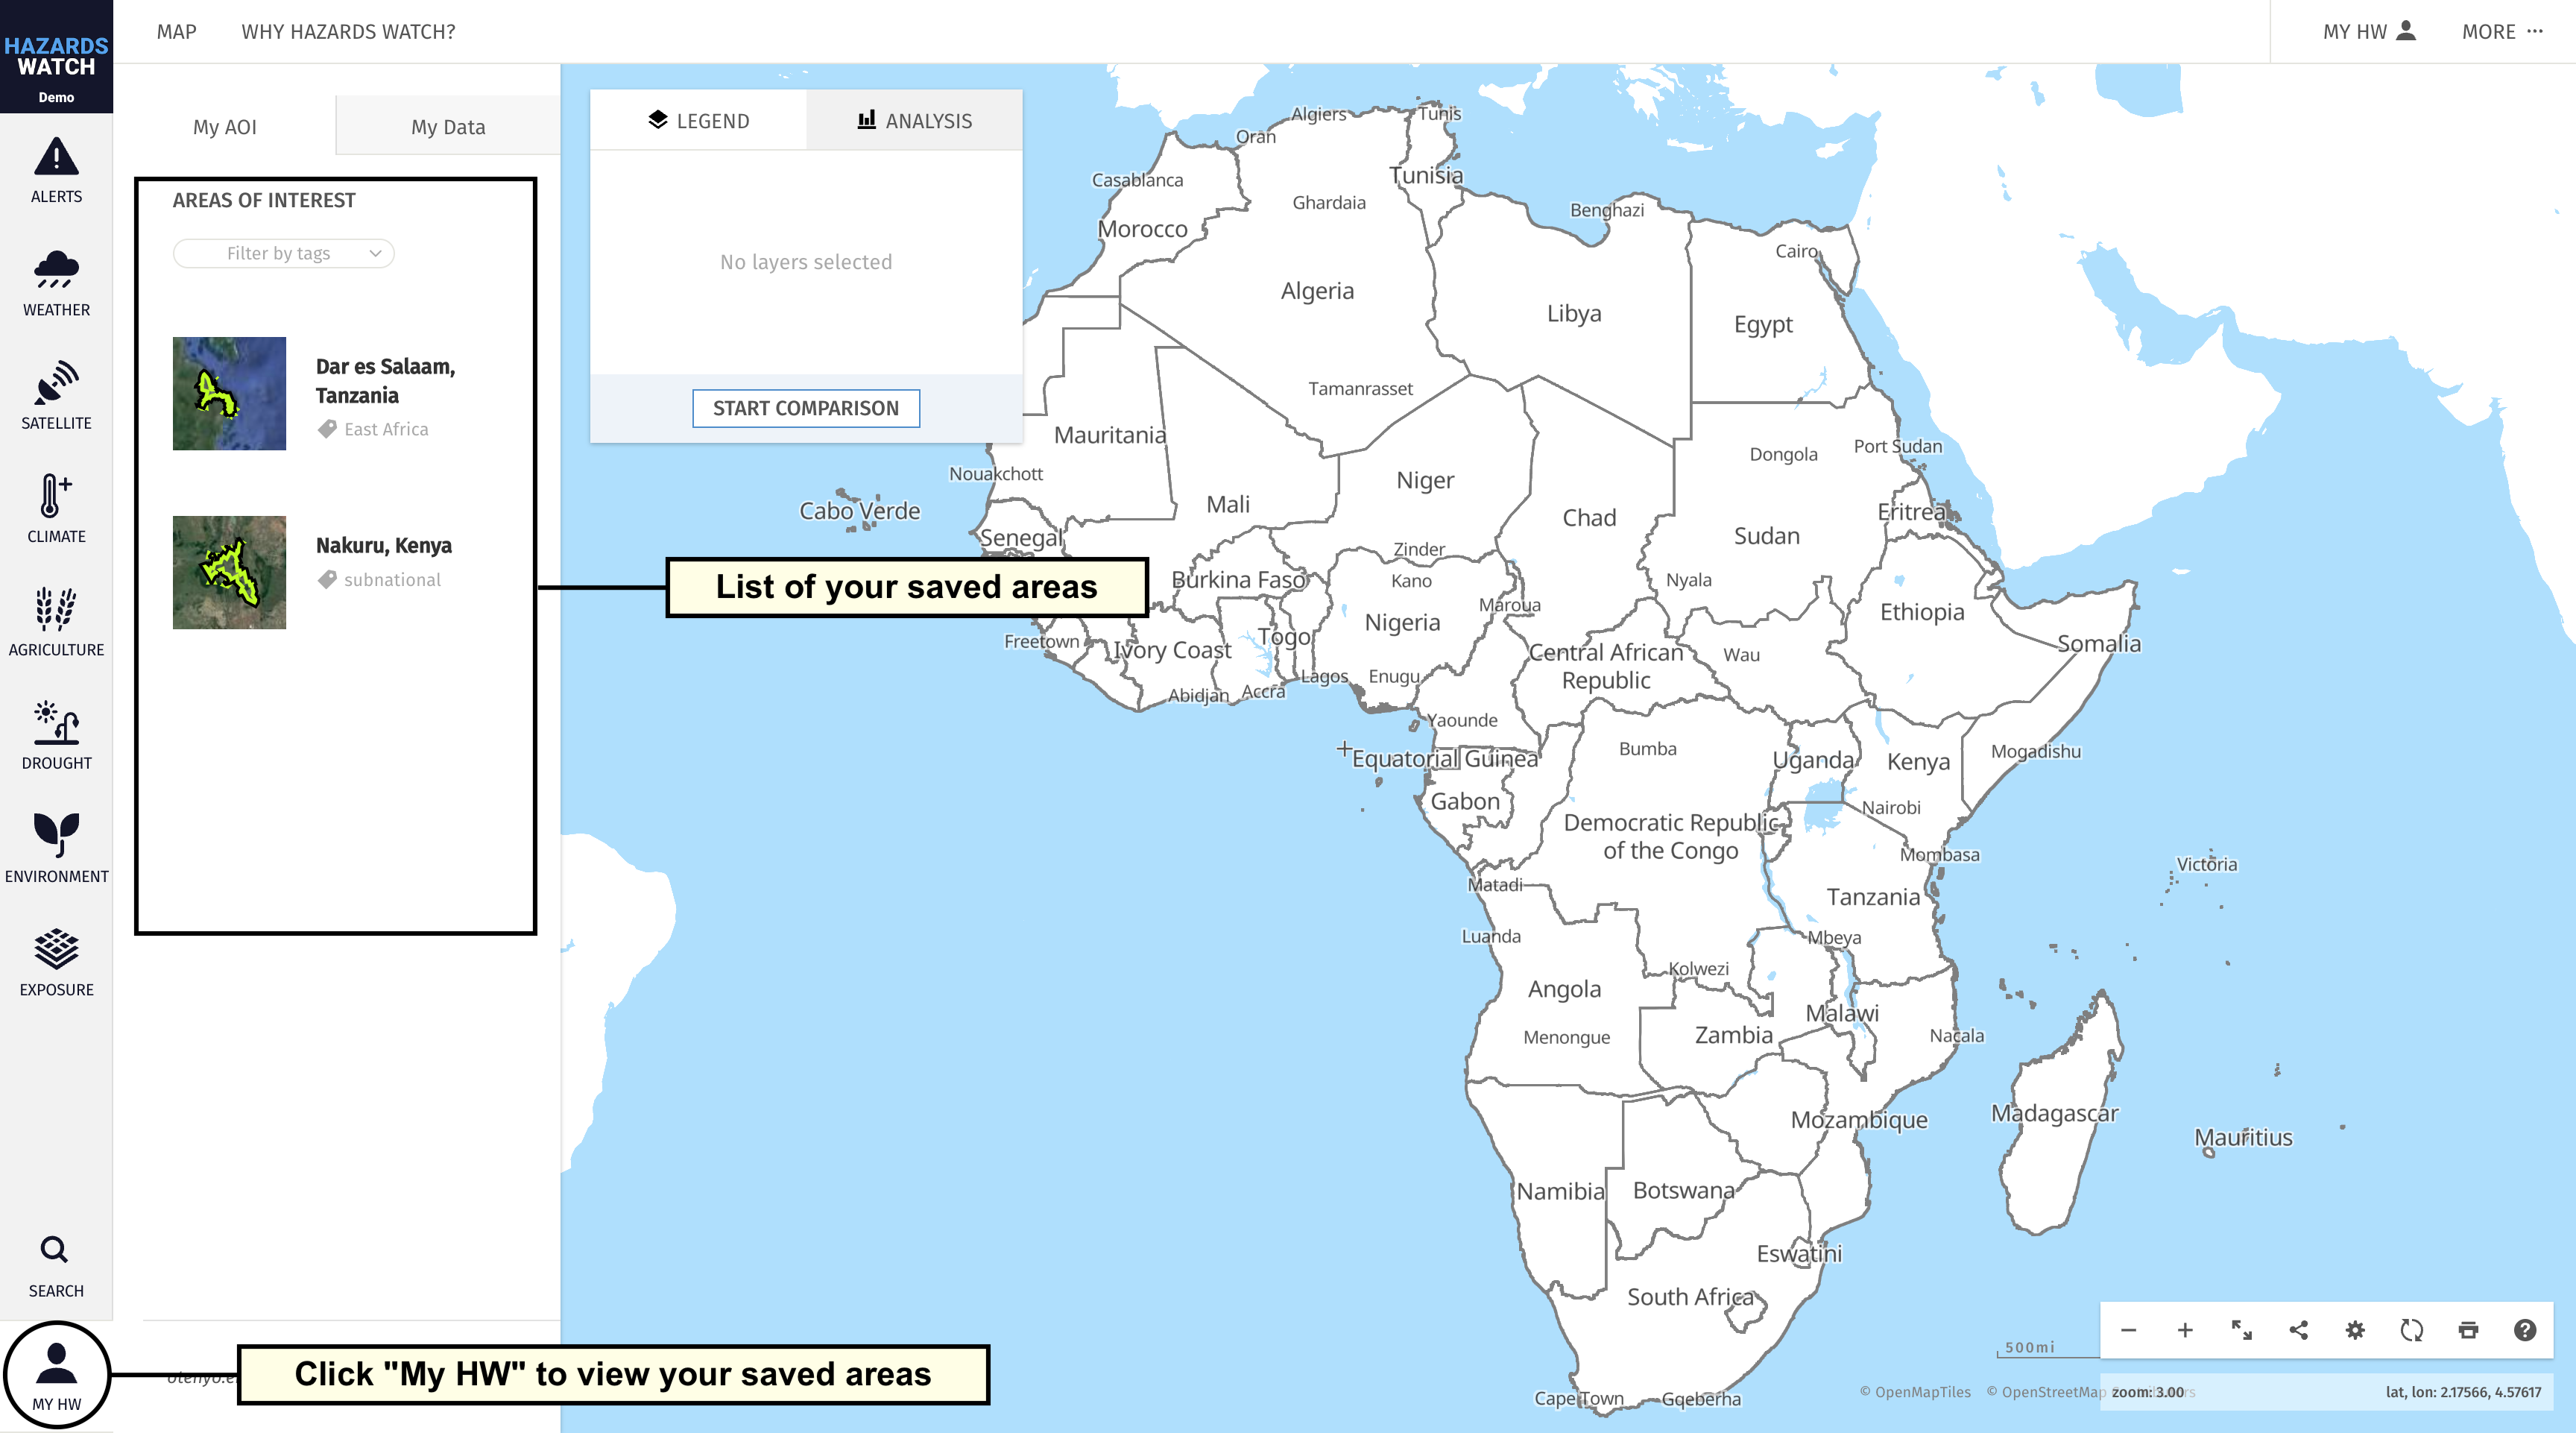 HAZARDS
WATCH
Demo
MAP
WHY HAZARDS WATCH?
MY HW
MORE
ALERTS
WEATHER
SATELLITE
CLIMATE
AGRICULTURE
DROUGHT
ENVIRONMENT
EXPOSURE
SEARCH
MY HW
My AOI
My Data
AREAS OF INTEREST
Filter by tags
Dar es Salaam,
Tanzania
East Africa
Nakuru, Kenya
subnational
LEGEND
ANALYSIS
No layers selected
START COMPARISON
List of your saved areas
Click "My HW" to view your saved areas
Algiers
Tunis
Oran
Tunisia
Casablanca
Ghardaia
Benghazi
Morocco
Cairo
Algeria
Libya
Egypt
Tamanrasset
Mauritania
Port Sudan
Dongola
Nouakchott
Niger
Mali
Cabo Verde
Chad
Eritrea
Senegal
Sudan
Zinder
Burkina Faso
Kano
Nyala
Maroua
Ethiopia
Nigeria
Togo
Freetown
Ivory Coast
Somalia
Central African
Republic
Wau
Lagos
Enugu
Abidjan
Accra
Yaounde
Bumba
Mogadishu
Equatorial Guinea
Uganda
Kenya
Gabon
Nairobi
Democratic Republic
of the Congo
Mombasa
Victoria
Matadi
Tanzania
Luanda
Mbeya
Kolwezi
Angola
Malawi
Zambia
Menongue
Nacala
Madagascar
Mozambique
Mauritius
Namibia
Botswana
Eswatini
South Africa
Cape Town
Gqeberha
500mi
© OpenMapTiles © OpenStreetMap
zoom: 3.00
lat, lon: 2.17566, 4.57617